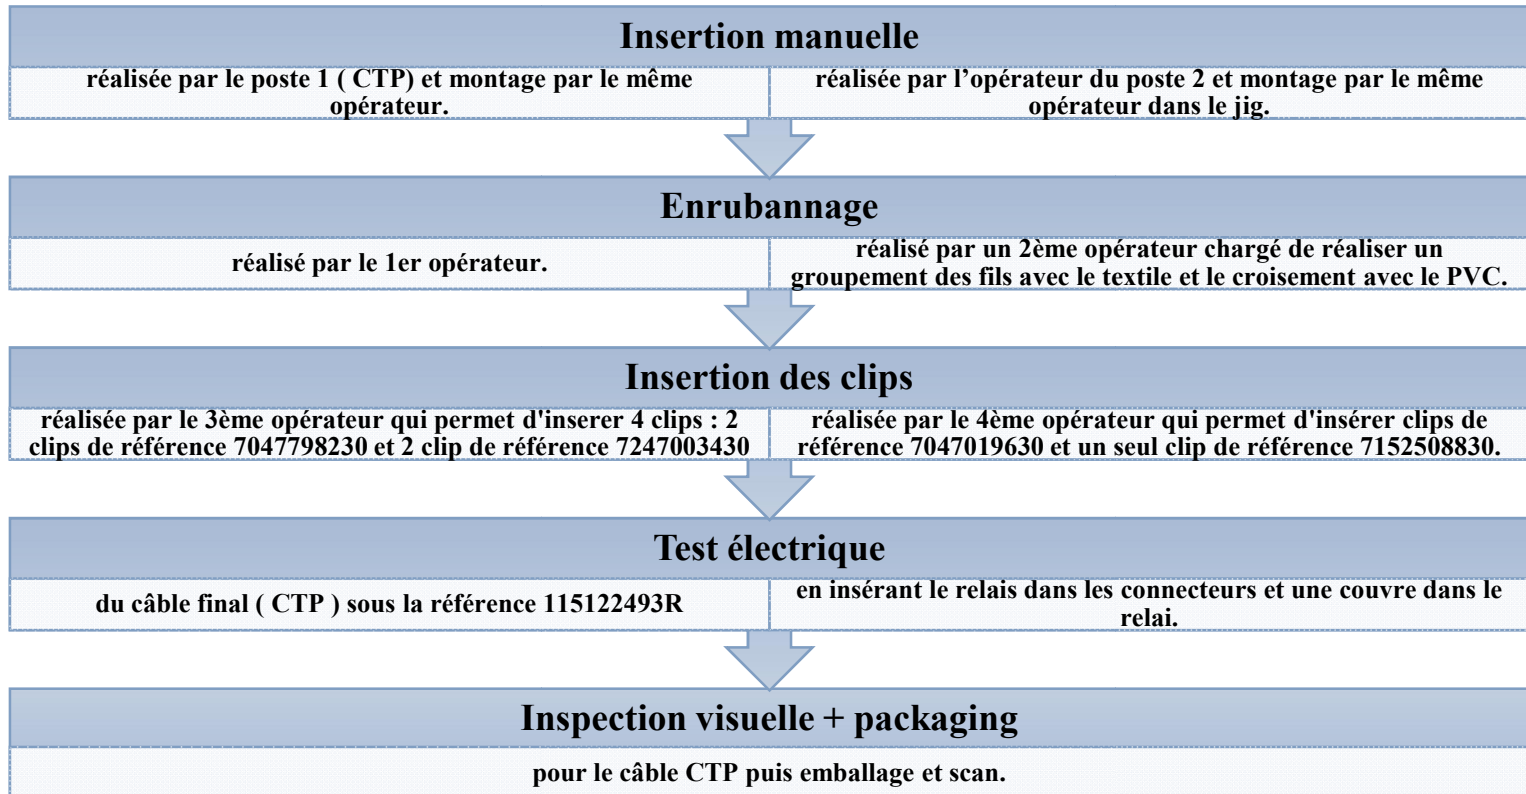 Insertion manuelle
réalisée par le poste 1 ( CTP) et montage par le même
opérateur.
réalisée par l’opérateur du poste 2 et montage par le même
opérateur dans le jig.
Enrubannage
réalisé par le 1er opérateur.
réalisé par un 2ème opérateur chargé de réaliser un
groupement des fils avec le textile et le croisement avec le PVC.
Insertion des clips
réalisée par le 3ème opérateur qui permet d'inserer 4 clips : 2
clips de référence 7047798230 et 2 clip de référence 7247003430
réalisée par le 4ème opérateur qui permet d'insérer clips de
référence 7047019630 et un seul clip de référence 7152508830.
Test électrique
du câble final ( CTP ) sous la référence 115122493R
en insérant le relais dans les connecteurs et une couvre dans le
relai.
Inspection visuelle + packaging
pour le câble CTP puis emballage et scan.